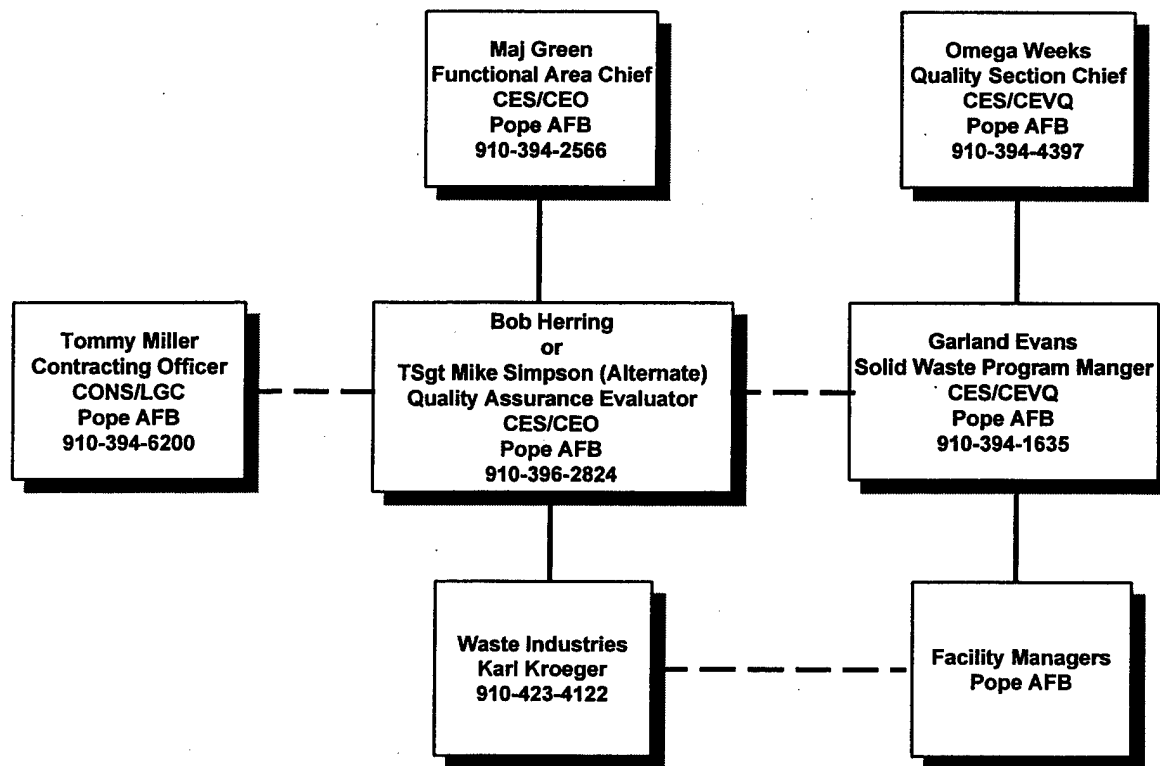 Maj Green
Functional Area Chief
CES/CEO
Pope AFB
910-394-2566
Omega Weeks
Quality Section Chief
CES/CEVQ
Pope AFB
910-394-4397
Tommy Miller
Contracting Officer
CONS/LGC
Pope AFB
910-394-6200
Bob Herring
or
TSgt Mike Simpson (Alternate)
Quality Assurance Evaluator
CES/CEO
Pope AFB
910-396-2824
Garland Evans
Solid Waste Program Manger
CES/CEVQ
Pope AFB
910-394-1635
Waste Industries
Karl Kroeger
910-423-4122
Facility Managers
Pope AFB